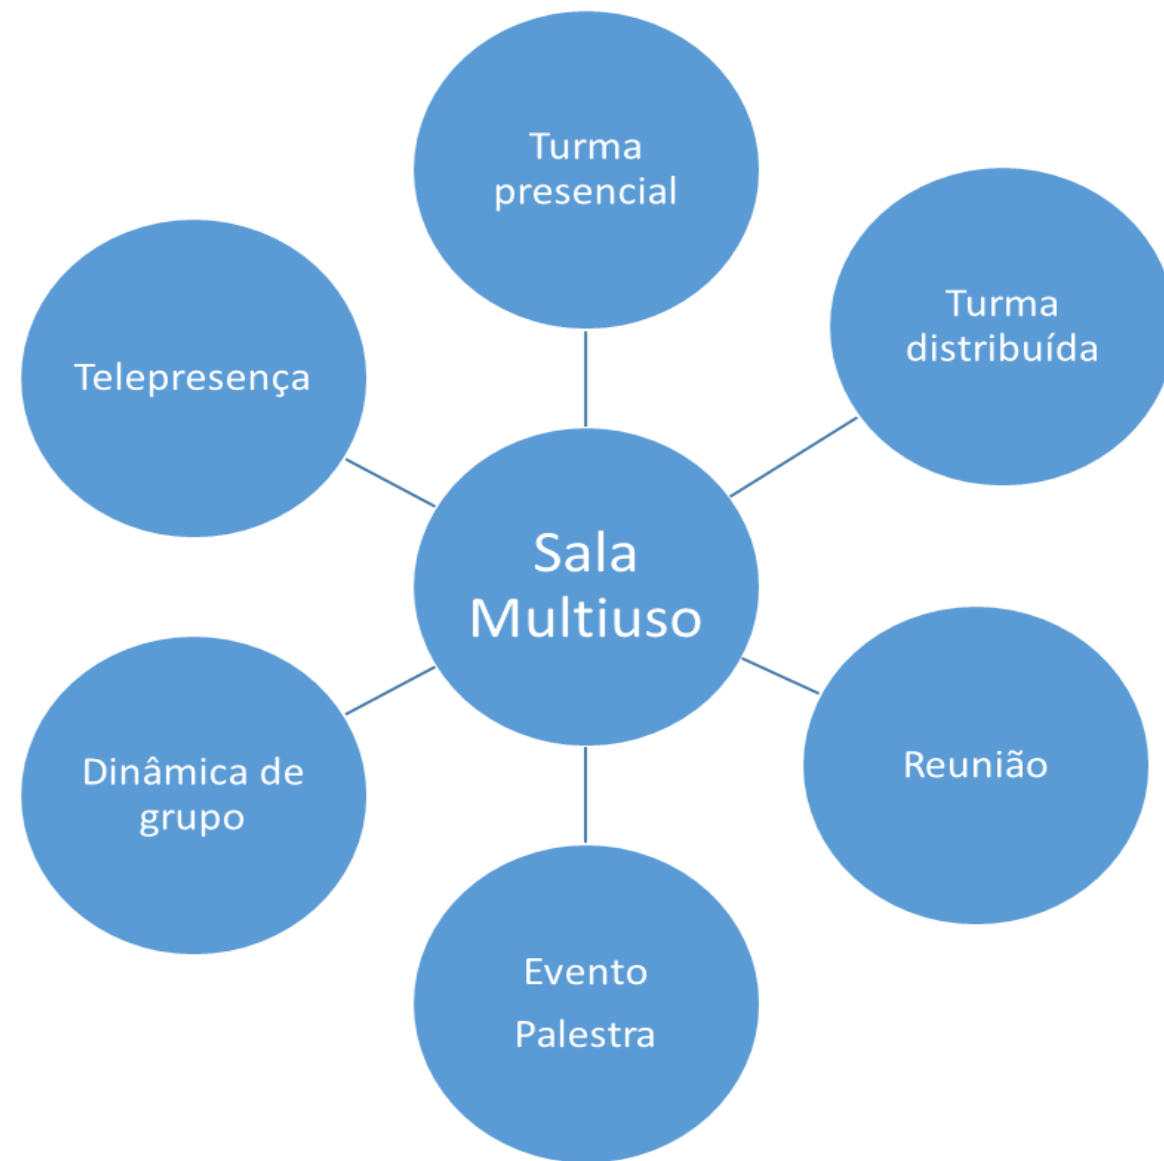 Turma
presencial
Turma
distribuída
Telepresença
Sala
Multiuso
Reunião
Dinâmica de
grupo
Evento
Palestra